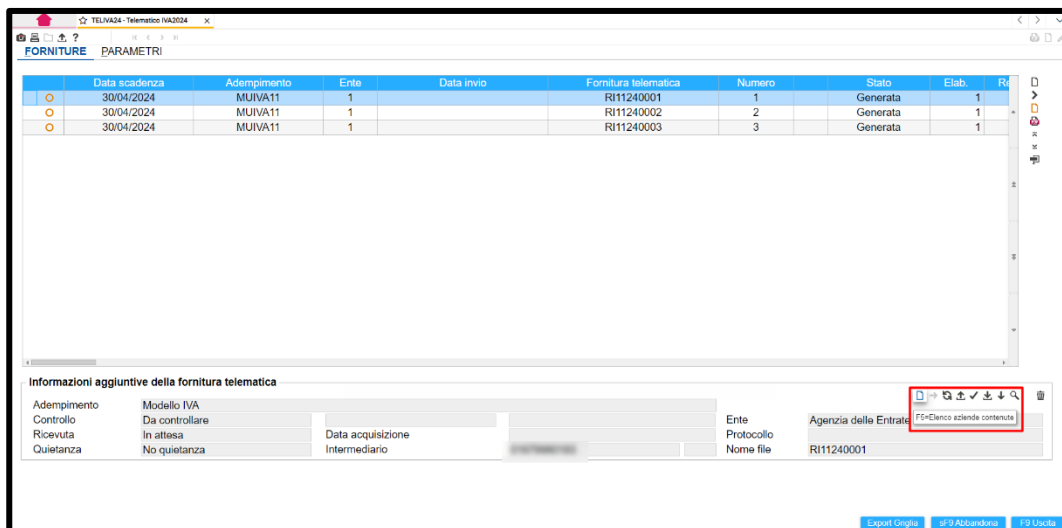 TELIVA24 - Telematico IVA2024 x
?
FORNITURE PARAMETRI
Data scadenza Adempimento Ente Data invio Fornitura telematica Numero Stato Elab. Re
30/04/2024 MUIVA11 1 RI11240001 1 Generata 1
30/04/2024 MUIVA11 1 RI11240002 2 Generata 1
30/04/2024 MUIVA11 1 RI11240003 3 Generata 1
Informazioni aggiuntive della fornitura telematica
Adempimento Modello IVA
Controllo Da controllare Ente Agenzia delle Entrate
F5=Elenco aziende contenute
Ricevuta In attesa Data acquisizione Protocollo
Quietanza No quietanza Intermediario Nome file RI11240001
Export Griglia sF9 Abbandona F9 Uscita